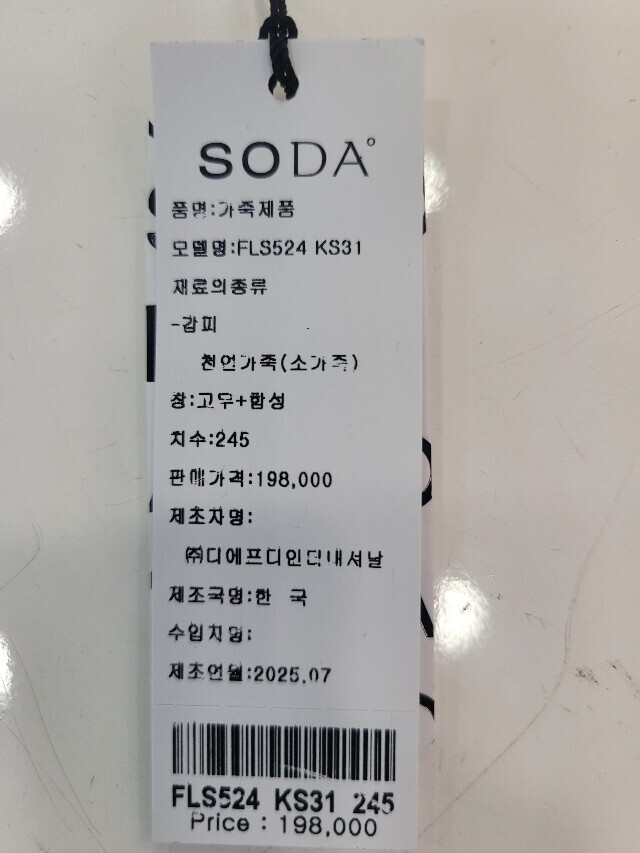 SODA°
품명:가죽제품
모델명:FLS524 KS31
재료의종류
-갑피
천연가죽(소가죽)
창:고무+합성
치수:245
판매가격:198,000
제조자명:
㈜디에프디인터내셔날
제조국명:한 국
수입자명:
제조연월:2025.07
FLS524 KS31 245
Price : 198,000